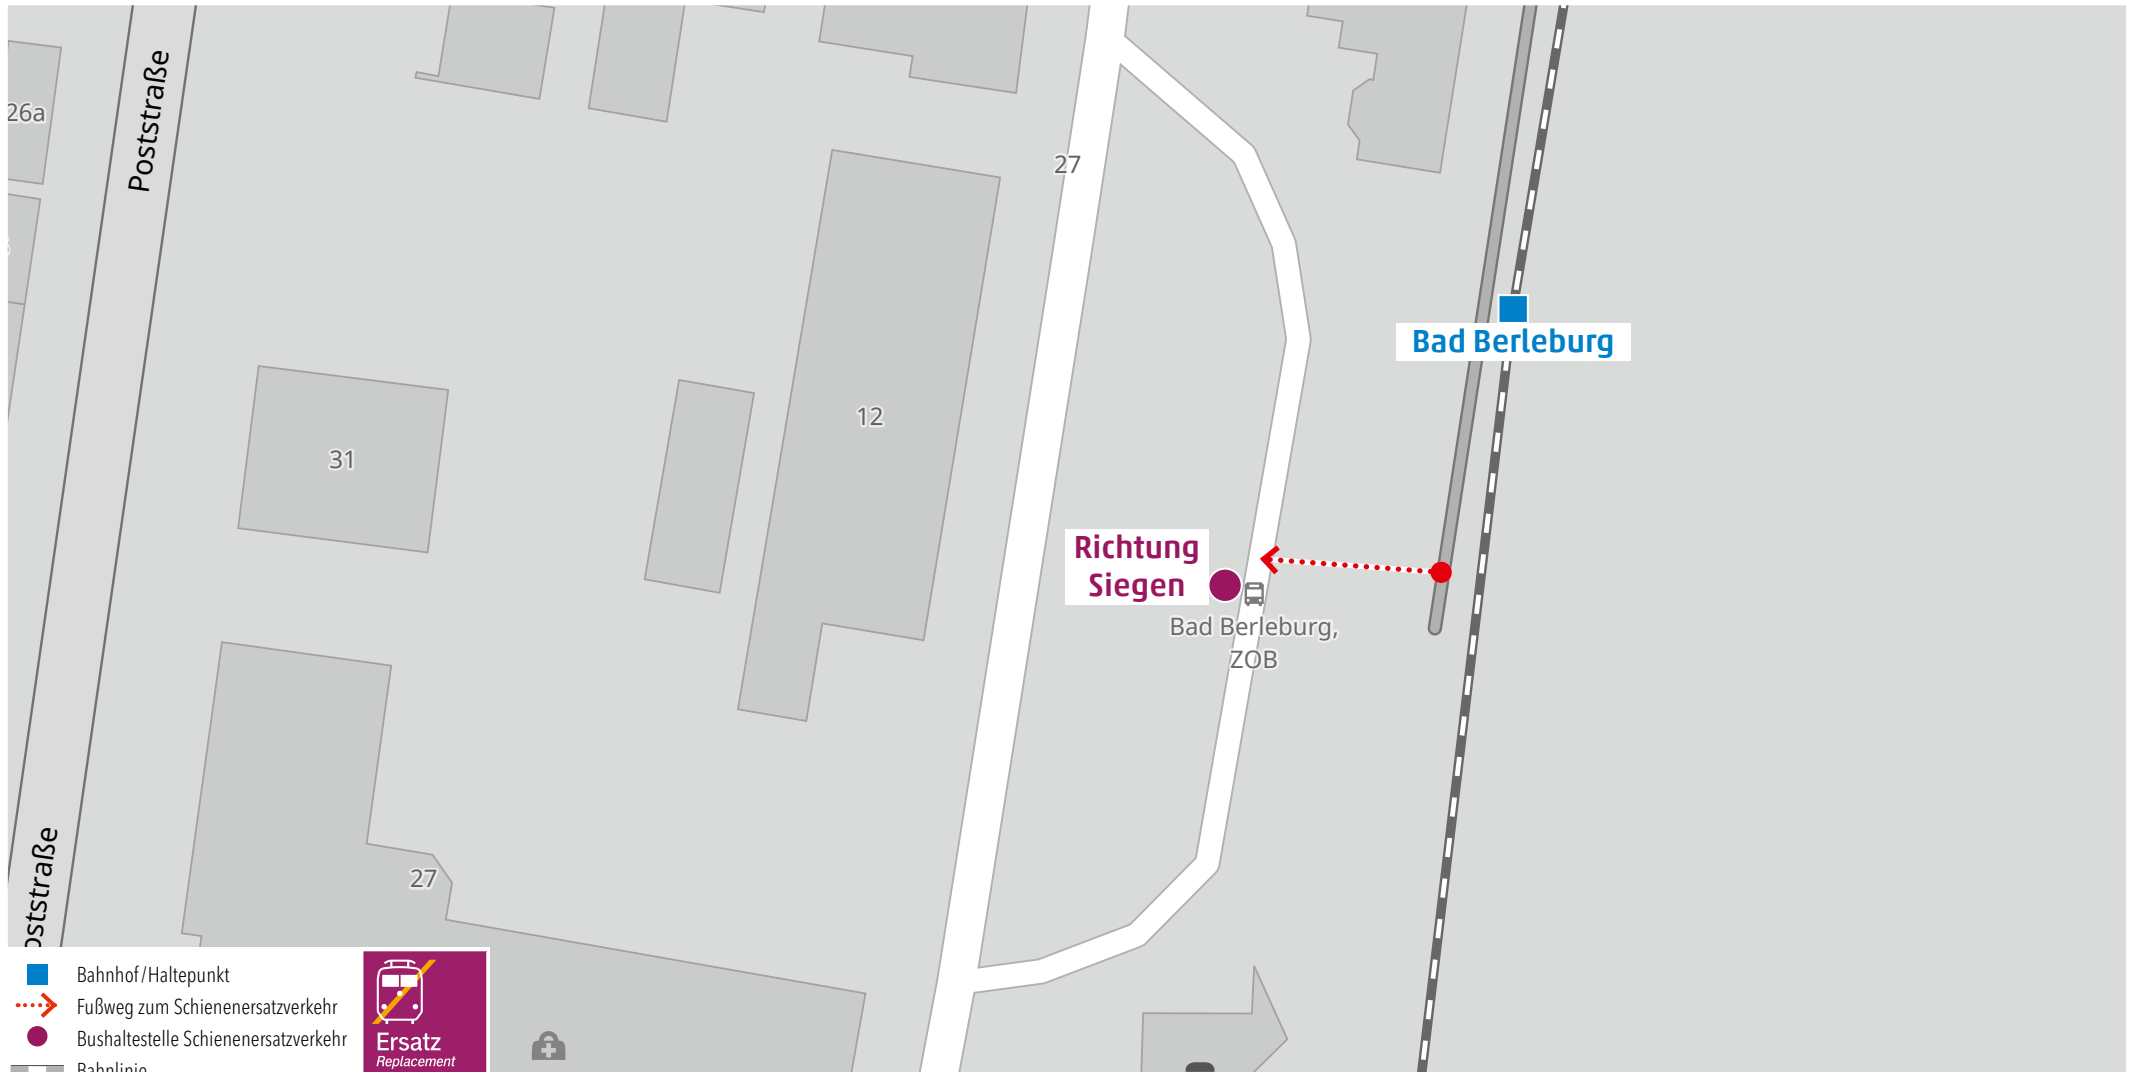 Poststraße
26a
27
Bad Berleburg
12
31
Richtung
Siegen
Bad Berleburg,
ZOB
27
oststraße
Bahnhof/Haltepunkt
Fußweg zum Schienenersatzverkehr
Bushaltestelle Schienenersatzverkehr
Bahnlinie
Ersatz
Replacement